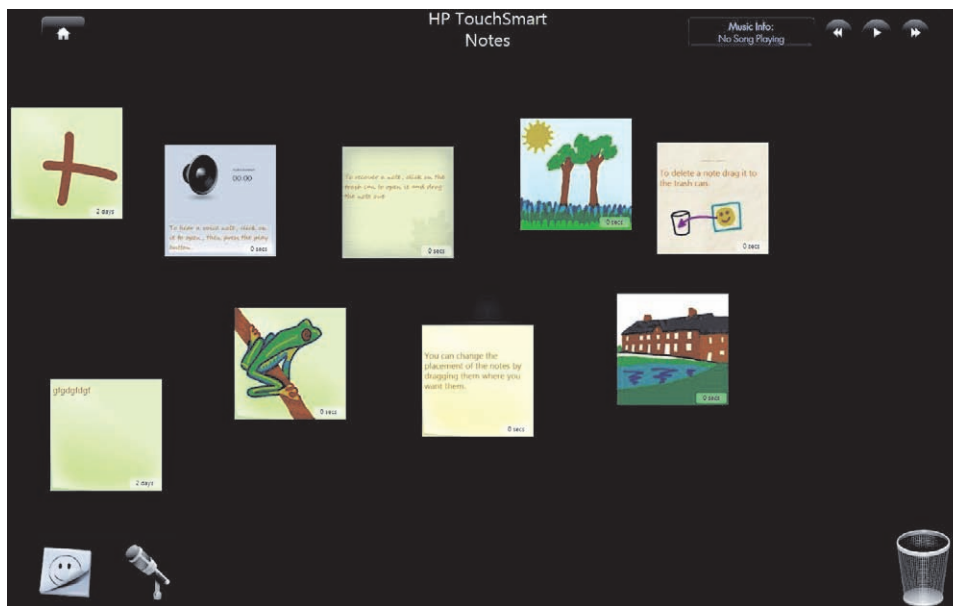 HP TouchSmart
Notes
Music Info:
No Song Playing
2 days
00:00
To hear a voice note, click on
it to open, then press the play
button.
0 secs
To recover a note, click on the
trash can to open it and drag
the note out
0 secs
0 secs
To delete a note drag it to
the trash can.
0 secs
gfgdgfdgf
2 days
0 secs
You can change the
placement of the notes by
dragging them where you
want them.
0 secs
0 secs